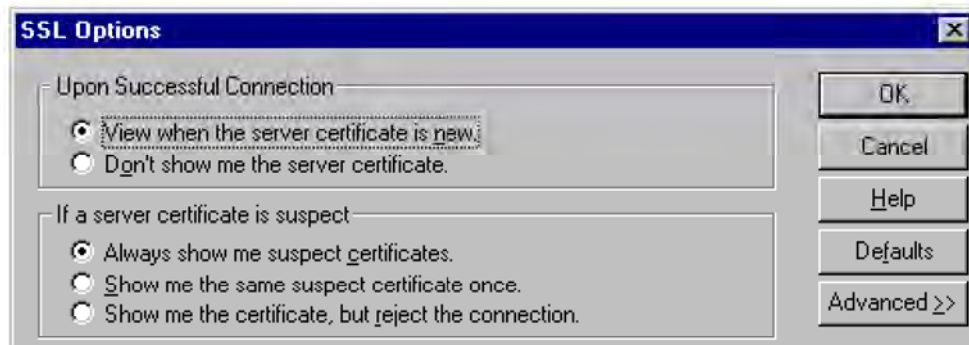 SSL Options
Upon Successful Connection
View when the server certificate is new.
Don't show me the server certificate.
If a server certificate is suspect
Always show me suspect certificates.
Show me the same suspect certificate once.
Show me the certificate, but reject the connection.
OK
Cancel
Help
Defaults
Advanced >>